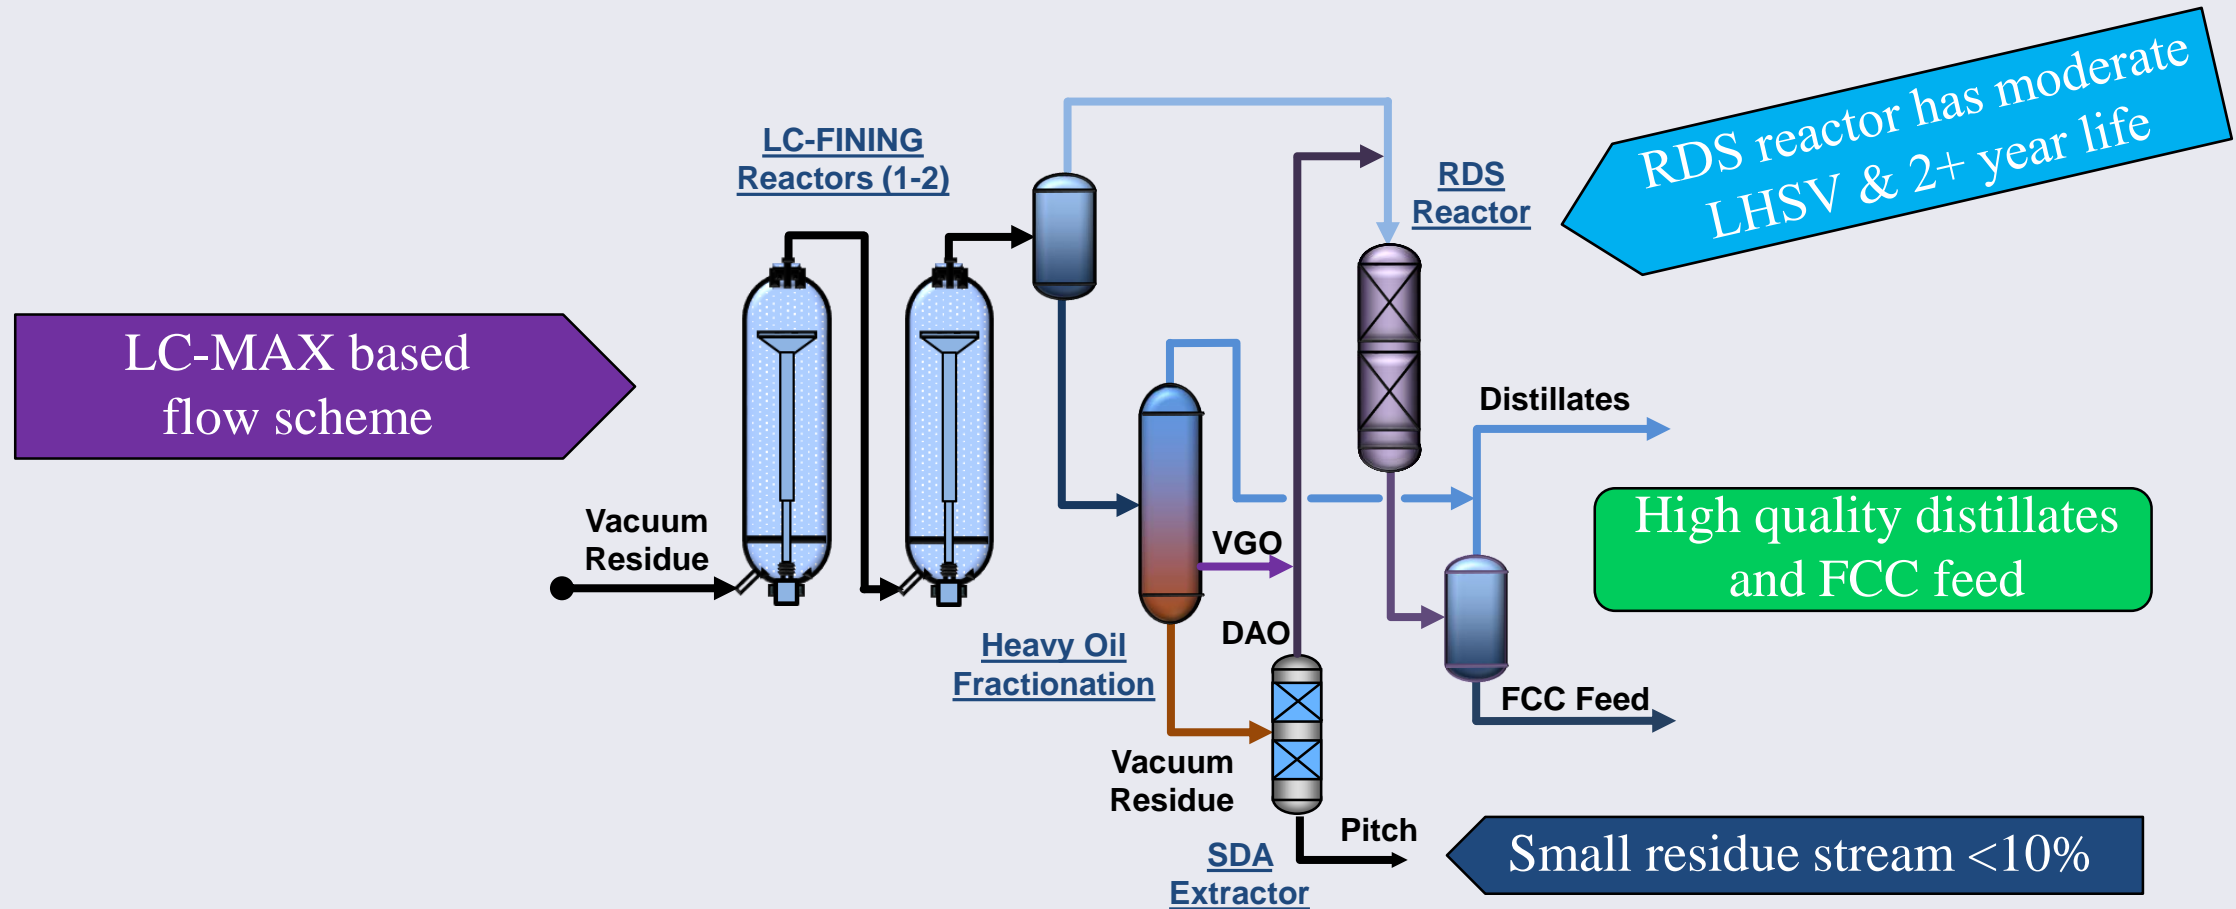 RDS reactor has moderate
LHSV & 2+ year life
LC-FINING
Reactors (1-2)
RDS
Reactor
LC-MAX based
flow scheme
Vacuum
Residue
Distillates
High quality distillates
and FCC feed
VGO
DAO
Heavy Oil
Fractionation
FCC Feed
Vacuum
Residue
Pitch
Small residue stream <10%
SDA
Extractor